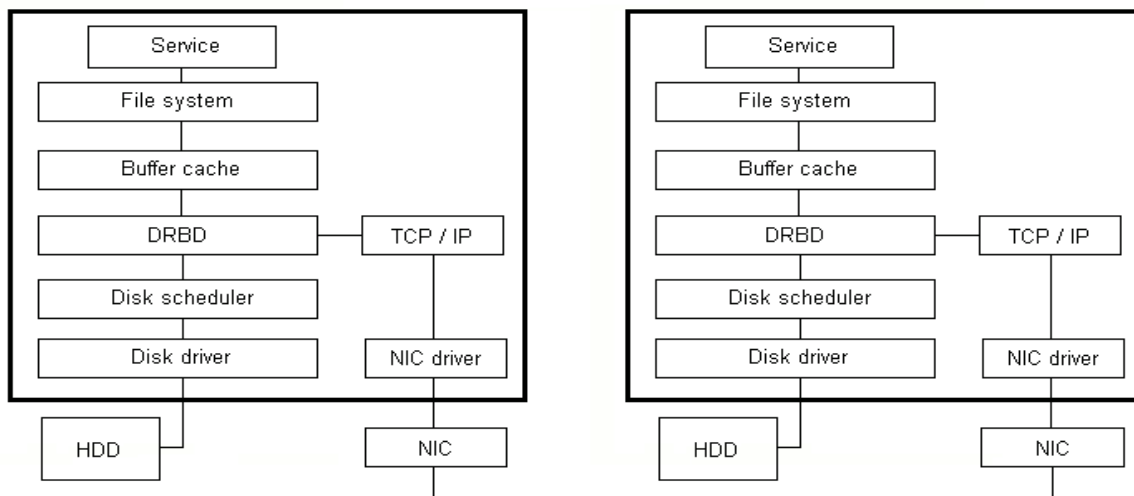 Service
File system
Buffer cache
DRBD
TCP / IP
Disk scheduler
Disk driver
NIC driver
HDD
NIC
Service
File system
Buffer cache
DRBD
TCP / IP
Disk scheduler
Disk driver
NIC driver
HDD
NIC